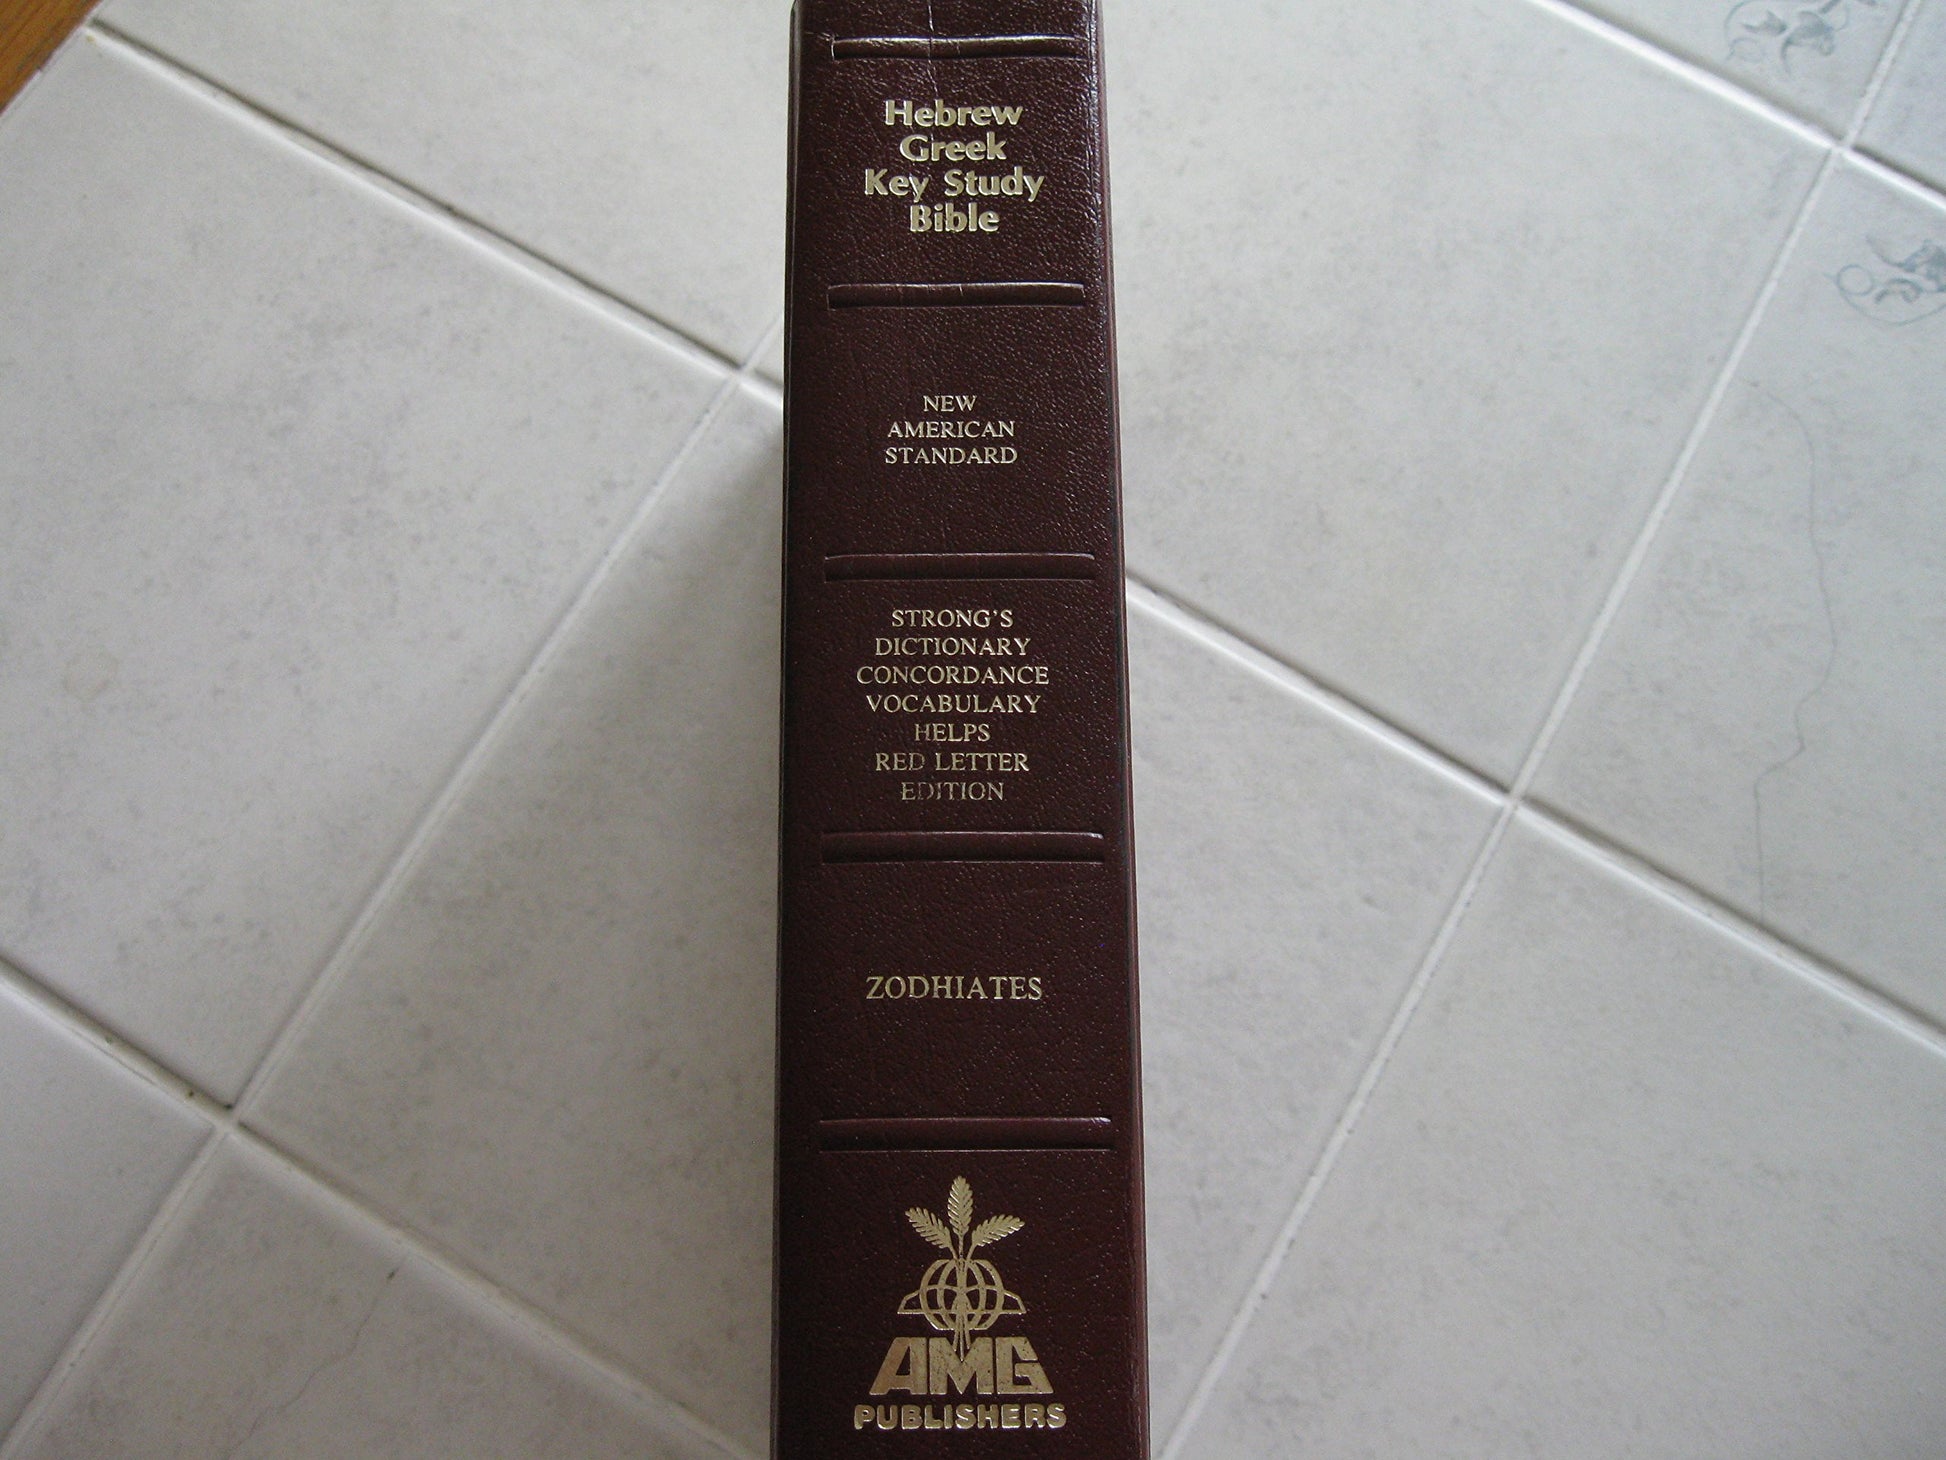 Hebrew
Greek
Key Study
Bible
NEW
AMERICAN
STANDARD
STRONG'S
DICTIONARY
CONCORDANCE
VOCABULARY
HELPS
RED LETTER
EDITION
ZODHIATES
AMG
PUBLISHERS